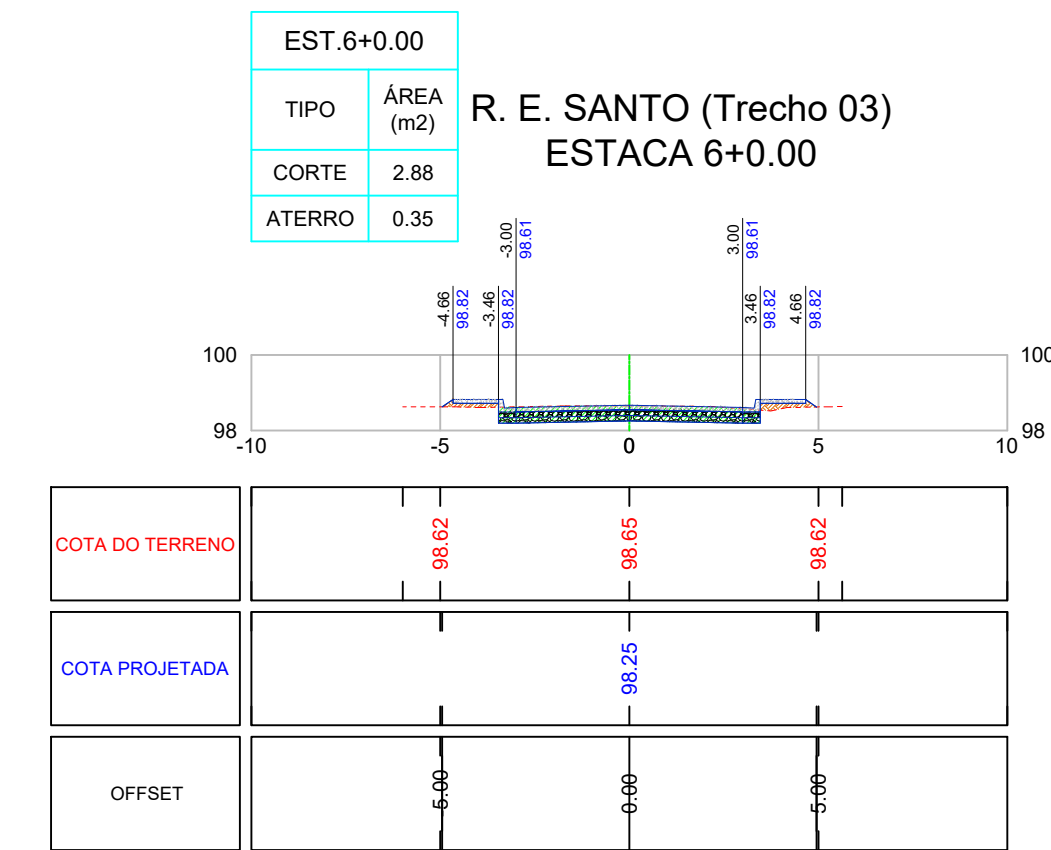 EST.6+0.00
TIPO
ÁREA
(m2)
CORTE 2.88
ATERRO 0.35
R. E. SANTO (Trecho 03)
ESTACA 6+0.00
-4.66
98.82
-3.46
98.82
-3.00
98.61
3.00
98.61
3.46
98.82
4.66
98.82
100
100
98
98
-10
-5
0
5
10
COTA DO TERRENO
98.62
98.65
98.62
COTA PROJETADA
98.25
OFFSET
-5.00
0.00
5.00